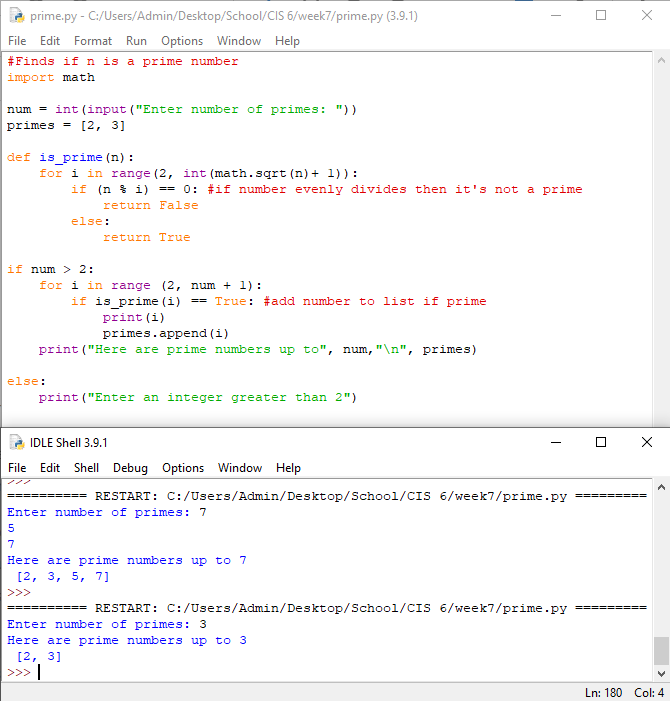 prime.py - C:/Users/Admin/Desktop/School/CIS 6/week7/prime.py (3.9.1)
File Edit Format Run Options Window Help
#Finds if n is a prime number
import math

num = int(input("Enter number of primes: "))
primes = [2, 3]

def is_prime(n):
    for i in range(2, int(math.sqrt(n)+ 1)):
        if (n % i) == 0: #if number evenly divides then it's not a prime
            return False
        else:
            return True

if num > 2:
    for i in range (2, num + 1):
        if is_prime(i) == True: #add number to list if prime
            print(i)
            primes.append(i)
    print("Here are prime numbers up to", num,"\n", primes)

else:
    print("Enter an integer greater than 2")
IDLE Shell 3.9.1
File Edit Shell Debug Options Window Help
>>>
========== RESTART: C:/Users/Admin/Desktop/School/CIS 6/week7/prime.py =========
Enter number of primes: 7
5
7
Here are prime numbers up to 7
 [2, 3, 5, 7]
>>>
========== RESTART: C:/Users/Admin/Desktop/School/CIS 6/week7/prime.py =========
Enter number of primes: 3
Here are prime numbers up to 3
 [2, 3]
>>>
Ln: 180 Col: 4